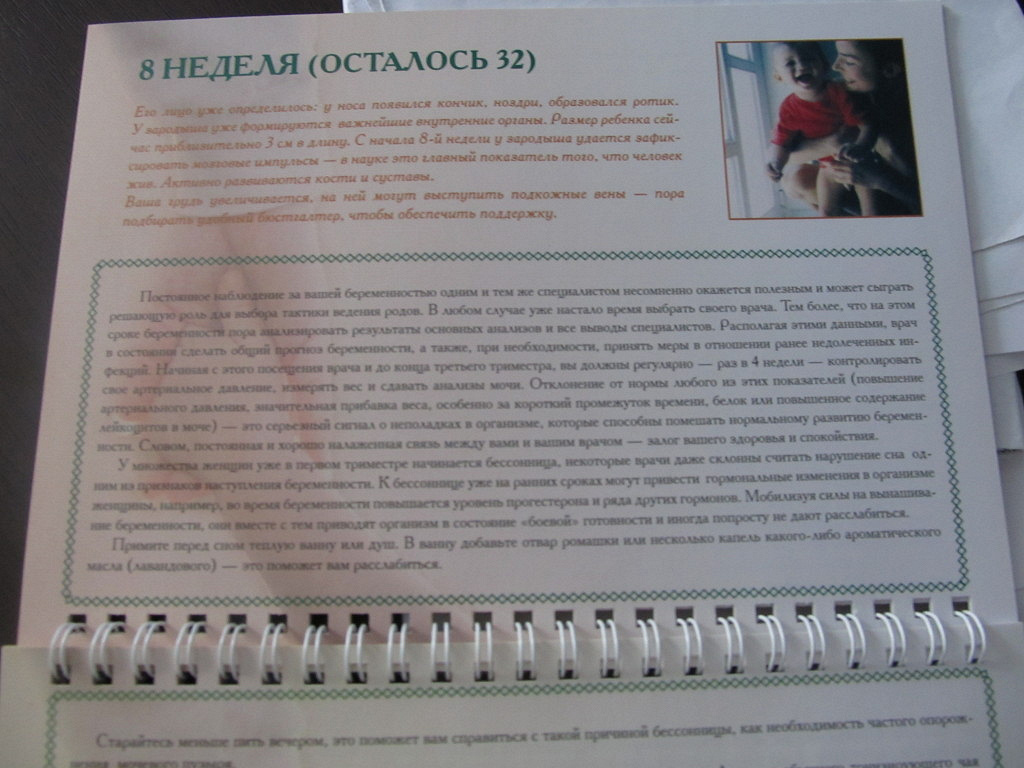 8 НЕДЕЛЯ (ОСТАЛОСЬ 32)
Его лицо уже определилось: у носа появился кончик, ноздри, образовался ротик.
У зародыша уже формируются важнейшие внутренние органы. Размер ребенка сей-
час приблизительно 3 см в длину. С начала 8-й недели у зародыша удается зафик-
сировать мозговые импульсы — в науке это главный показатель того, что человек
жив. Активно развиваются кости и суставы.
Ваша грудь увеличивается, на ней могут выступить подкожные вены — пора
подбирать удобный бюстгалтер, чтобы обеспечить поддержку.
Постоянное наблюдение за вашей беременностью одним и тем же специалистом несомненно окажется полезным и может сыграть
решающую роль для выбора тактики ведения родов. В любом случае уже настало время выбрать своего врача. Тем более, что на этом
сроке беременности пора анализировать результаты основных анализов и все выводы специалистов. Располагая этими данными, врач
в состоянии сделать общий прогноз беременности, а также, при необходимости, принять меры в отношении ранее недолеченных ин-
фекций. Начиная с этого посещения врача и до конца третьего триместра, вы должны регулярно — раз в 4 недели — контролировать
свое артериальное давление, измерять вес и сдавать анализы мочи. Отклонение от нормы любого из этих показателей (повышение
артериального давления, значительная прибавка веса, особенно за короткий промежуток времени, белок или повышенное содержание
лейкоцитов в моче) — это серьезный сигнал о неполадках в организме, которые способны помешать нормальному развитию беремен-
ности. Словом, постоянная и хорошо налаженная связь между вами и вашим врачом — залог вашего здоровья и спокойствия.
У множества женщин уже в первом триместре начинается бессонница, некоторые врачи даже склонны считать нарушение сна од-
ним из признаков наступления беременности. К бессоннице уже на ранних сроках могут привести гормональные изменения в организме
женщины, например, во время беременности повышается уровень прогестерона и ряда других гормонов. Мобилизуя силы на вынашива-
ние беременности, они вместе с тем приводят организм в состояние «боевой» готовности и иногда попросту не дают расслабиться.
Примите перед сном теплую ванну или душ. В ванну добавьте отвар ромашки или несколько капель какого-либо ароматического
масла (лавандового) — это поможет вам расслабиться.
Старайтесь меньше пить вечером, это поможет вам справиться с такой причиной бессонницы, как необходимость частого опорож-
нения мочевого пузыря.